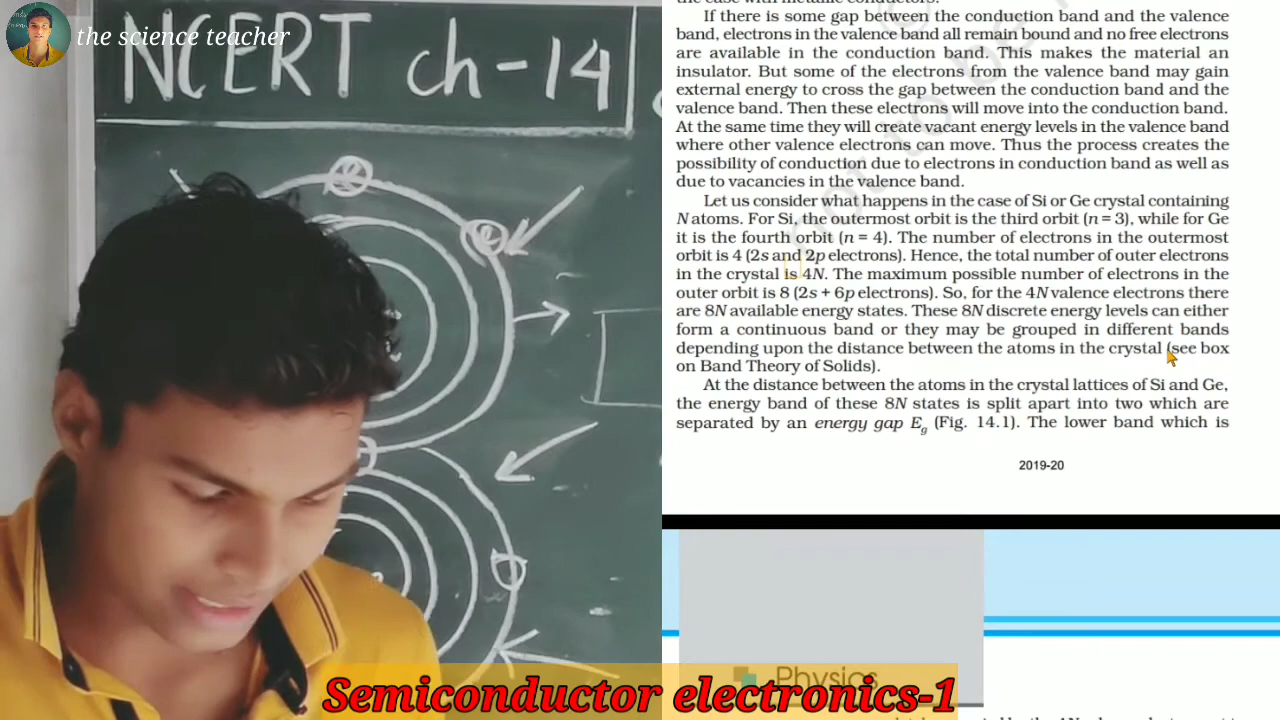 the science teacher
NCERT ch-14
If there is some gap between the conduction band and the valence
band, electrons in the valence band all remain bound and no free electrons
are available in the conduction band. This makes the material an
insulator. But some of the electrons from the valence band may gain
external energy to cross the gap between the conduction band and the
valence band. Then these electrons will move into the conduction band.
At the same time they will create vacant energy levels in the valence band
where other valence electrons can move. Thus the process creates the
possibility of conduction due to electrons in conduction band as well as
due to vacancies in the valence band.
Let us consider what happens in the case of Si or Ge crystal containing
N atoms. For Si, the outermost orbit is the third orbit (n = 3), while for Ge
it is the fourth orbit (n = 4). The number of electrons in the outermost
orbit is 4 (2s and 2p electrons). Hence, the total number of outer electrons
in the crystal is 4N. The maximum possible number of electrons in the
outer orbit is 8 (2s + 6p electrons). So, for the 4N valence electrons there
are 8N available energy states. These 8N discrete energy levels can either
form a continuous band or they may be grouped in different bands
depending upon the distance between the atoms in the crystal (see box
on Band Theory of Solids).
At the distance between the atoms in the crystal lattices of Si and Ge,
the energy band of these 8N states is split apart into two which are
separated by an energy gap Eg (Fig. 14.1). The lower band which is
2019-20
Physics
Semiconductor electronics-1